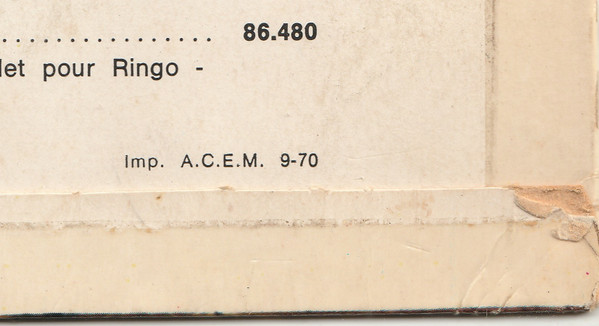 ................ 86.480
let pour Ringo -
Imp. A.C.E.M. 9-70